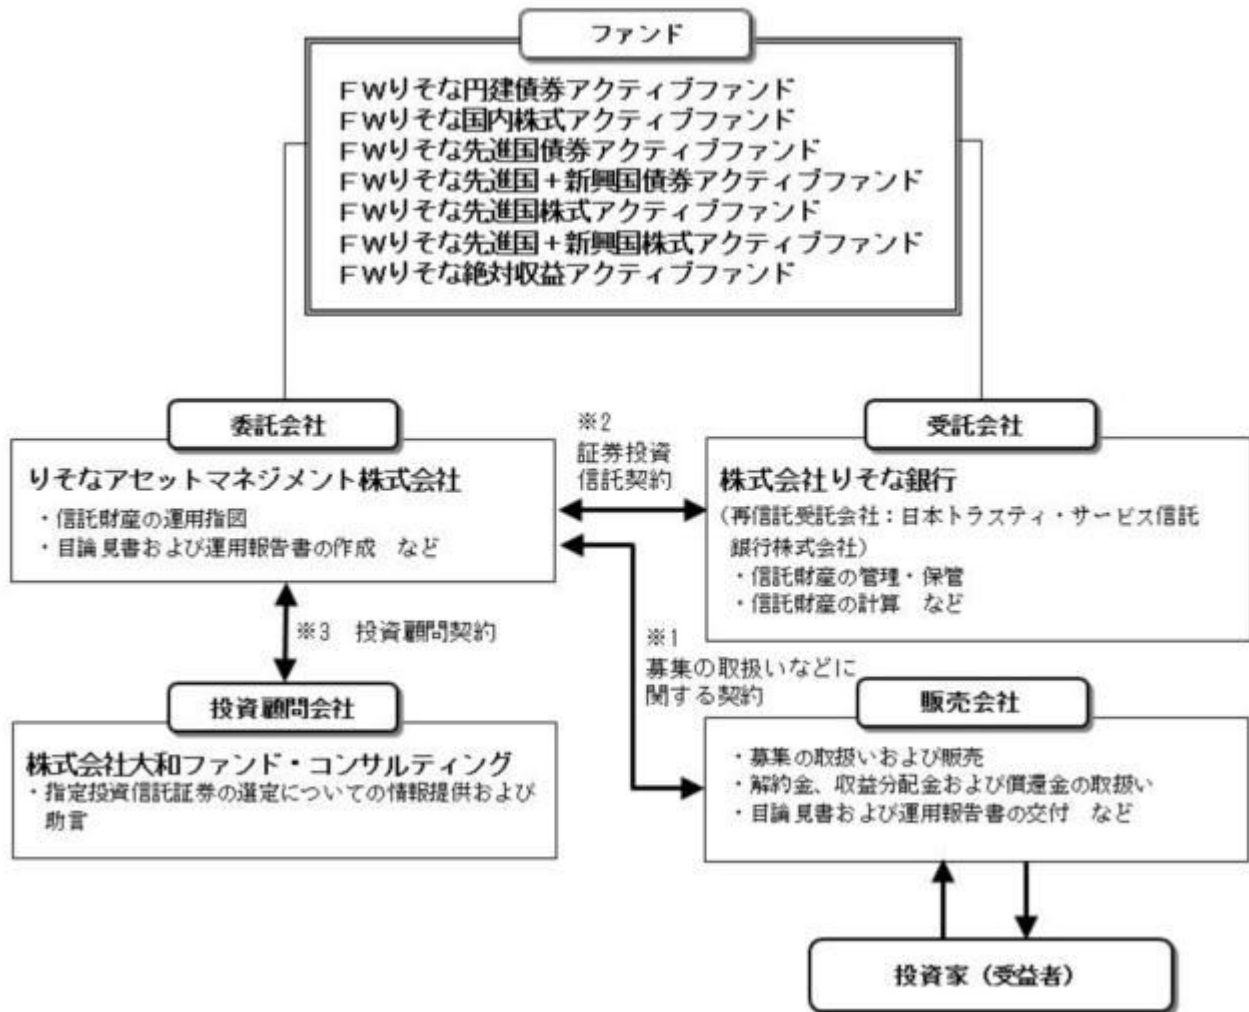 ファンド
FWりそな円建債券アクティブファンド
FWりそな国内株式アクティブファンド
FWりそな先進国債券アクティブファンド
FWりそな先進国+新興国債券アクティブファンド
FWりそな先進国株式アクティブファンド
FWりそな先進国+新興国株式アクティブファンド
FWりそな絶対収益アクティブファンド
委託会社
りそなアセットマネジメント株式会社
・信託財産の運用指図
・目論見書および運用報告書の作成 など
※2
証券投資
信託契約
受託会社
株式会社りそな銀行
(再信託受託会社：日本トラスティ・サービス信託
銀行株式会社)
・信託財産の管理・保管
・信託財産の計算 など
※3 投資顧問契約
※1
募集の取扱いなどに
関する契約
投資顧問会社
株式会社大和ファンド・コンサルティング
・指定投資信託証券の選定についての情報提供および
助言
販売会社
・募集の取扱いおよび販売
・解約金、収益分配金および償還金の取扱い
・目論見書および運用報告書の交付 など
投資家（受益者）